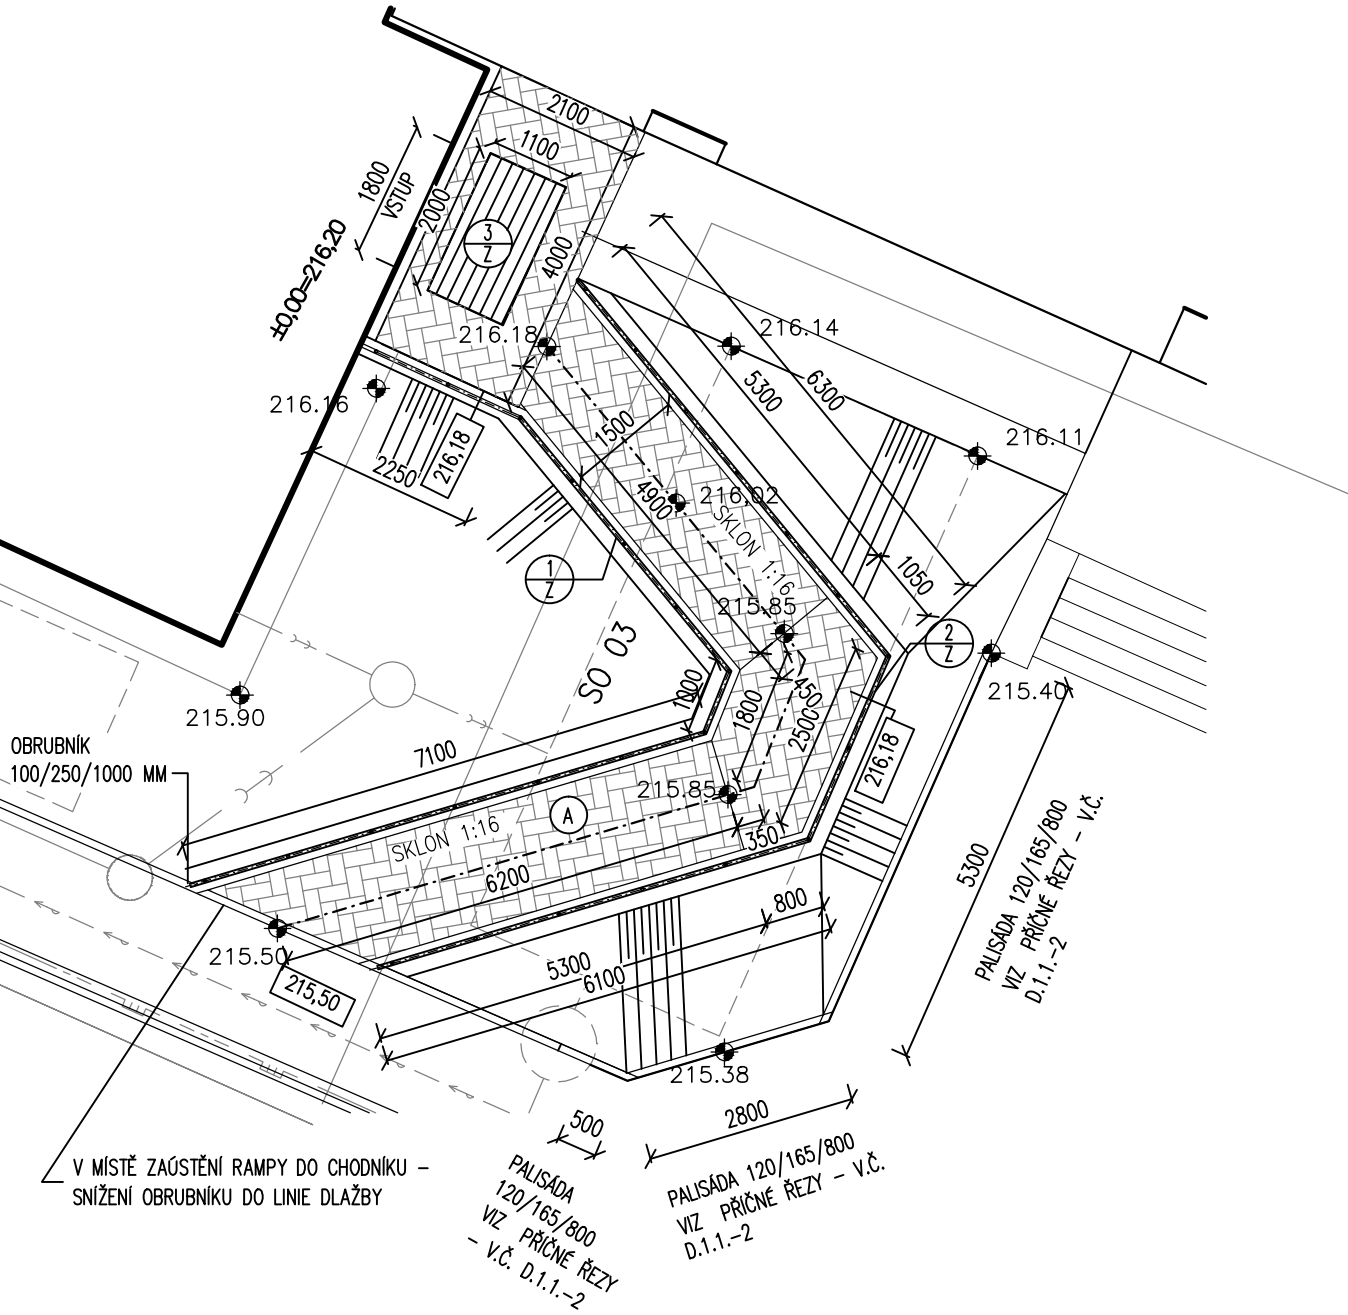 2100
1100
1800
VSTUP
2000
3
Z
4000
±0,00=216,20
216.18
216.14
216.16
5300
6300
216.11
1500
2250
216,18
4900
216,02
SKLON 1:16
1
Z
1050
215.85
SO 03
2
Z
215.40
1000
450
1800
2500
215.90
7100
216,18
OBRUBNÍK
100/250/1000 MM
215.85
A
SKLON 1:16
350
6200
800
5300
PALISÁDA 120/165/800
VIZ PŘÍČNÉ ŘEZY - V.Č.
D.1.1.-2
215.50
215,50
5300
6100
215.38
500
2800
V MÍSTĚ ZAÚSTĚNÍ RAMPY DO CHODNÍKU -
SNÍŽENÍ OBRUBNÍKU DO LINIE DLAŽBY
PALISÁDA
120/165/800
VIZ PŘÍČNÉ ŘEZY
- V.Č. D.1.1.-2
PALISÁDA 120/165/800
VIZ PŘÍČNÉ ŘEZY - V.Č.
D.1.1.-2